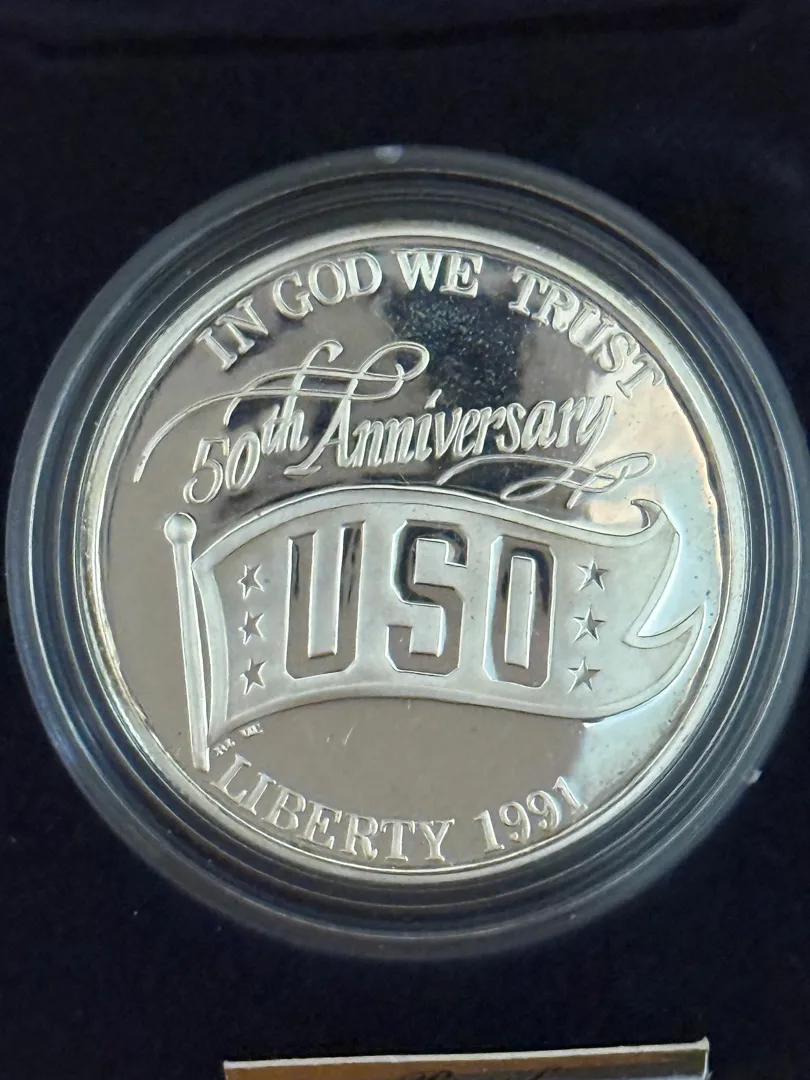 IN GOD WE TRUST
50th Anniversary
USO
LIBERTY 1991